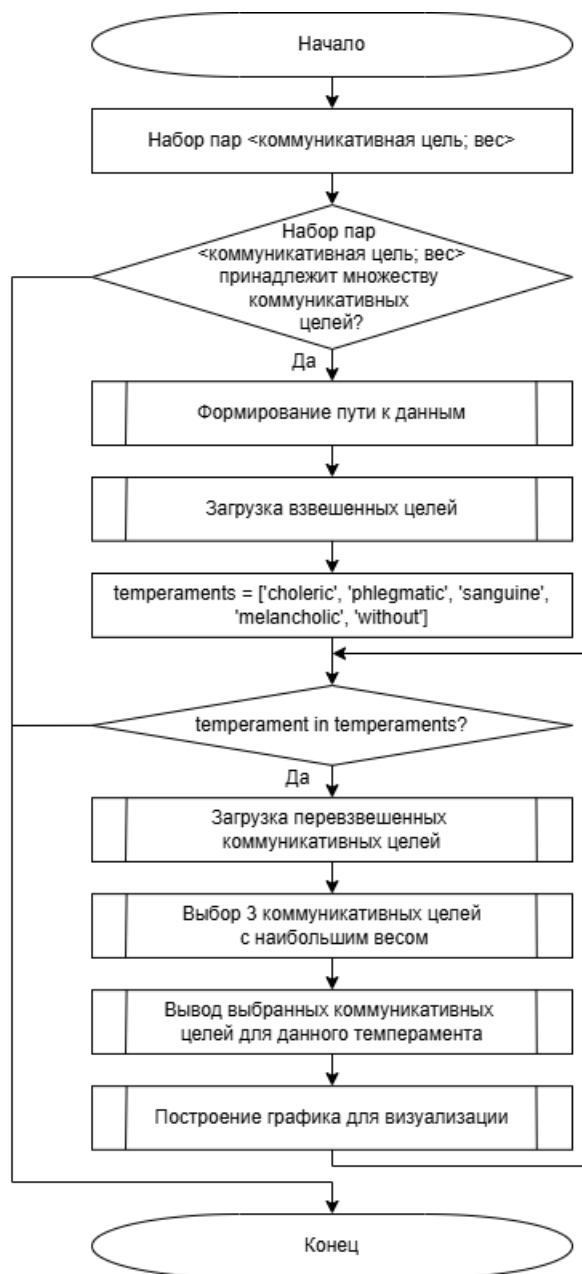 Начало
Набор пар <коммуникативная цель; вес>
Набор пар
<коммуникативная цель; вес>
принадлежит множеству
коммуникативных
целей?
Да
Формирование пути к данным
Загрузка взвешенных целей
temperaments = ['choleric', 'phlegmatic', 'sanguine',
'melancholic', 'without']
temperament in temperaments?
Да
Загрузка перевзвешенных
коммуникативных целей
Выбор 3 коммуникативных целей
с наибольшим весом
Вывод выбранных коммуникативных
целей для данного темперамента
Построение графика для визуализации
Конец